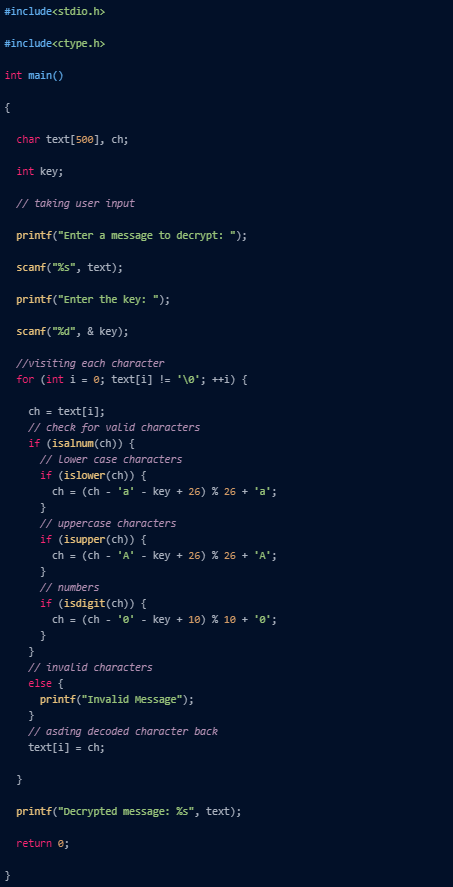 #include<stdio.h>
#include<ctype.h>
int main()
{
char text[500], ch;
int key;
// taking user input
printf("Enter a message to decrypt: ");
scanf("%s", text);
printf("Enter the key: ");
scanf("%d", & key);
//visiting each character
for (int i = 0; text[i] != '\0'; ++i) {
ch = text[i];
// check for valid characters
if (isalnum(ch)) {
// lower case characters
if (islower(ch)) {
ch = (ch - 'a' - key + 26) % 26 + 'a';
}
// uppercase characters
if (isupper(ch)) {
ch = (ch - 'A' - key + 26) % 26 + 'A';
}
// numbers
if (isdigit(ch)) {
ch = (ch - '0' - key + 10) % 10 + '0';
}
}
// invalid characters
else {
printf("Invalid Message");
}
// asding decoded character back
text[i] = ch;
}
printf("Decrypted message: %s", text);
return 0;
}